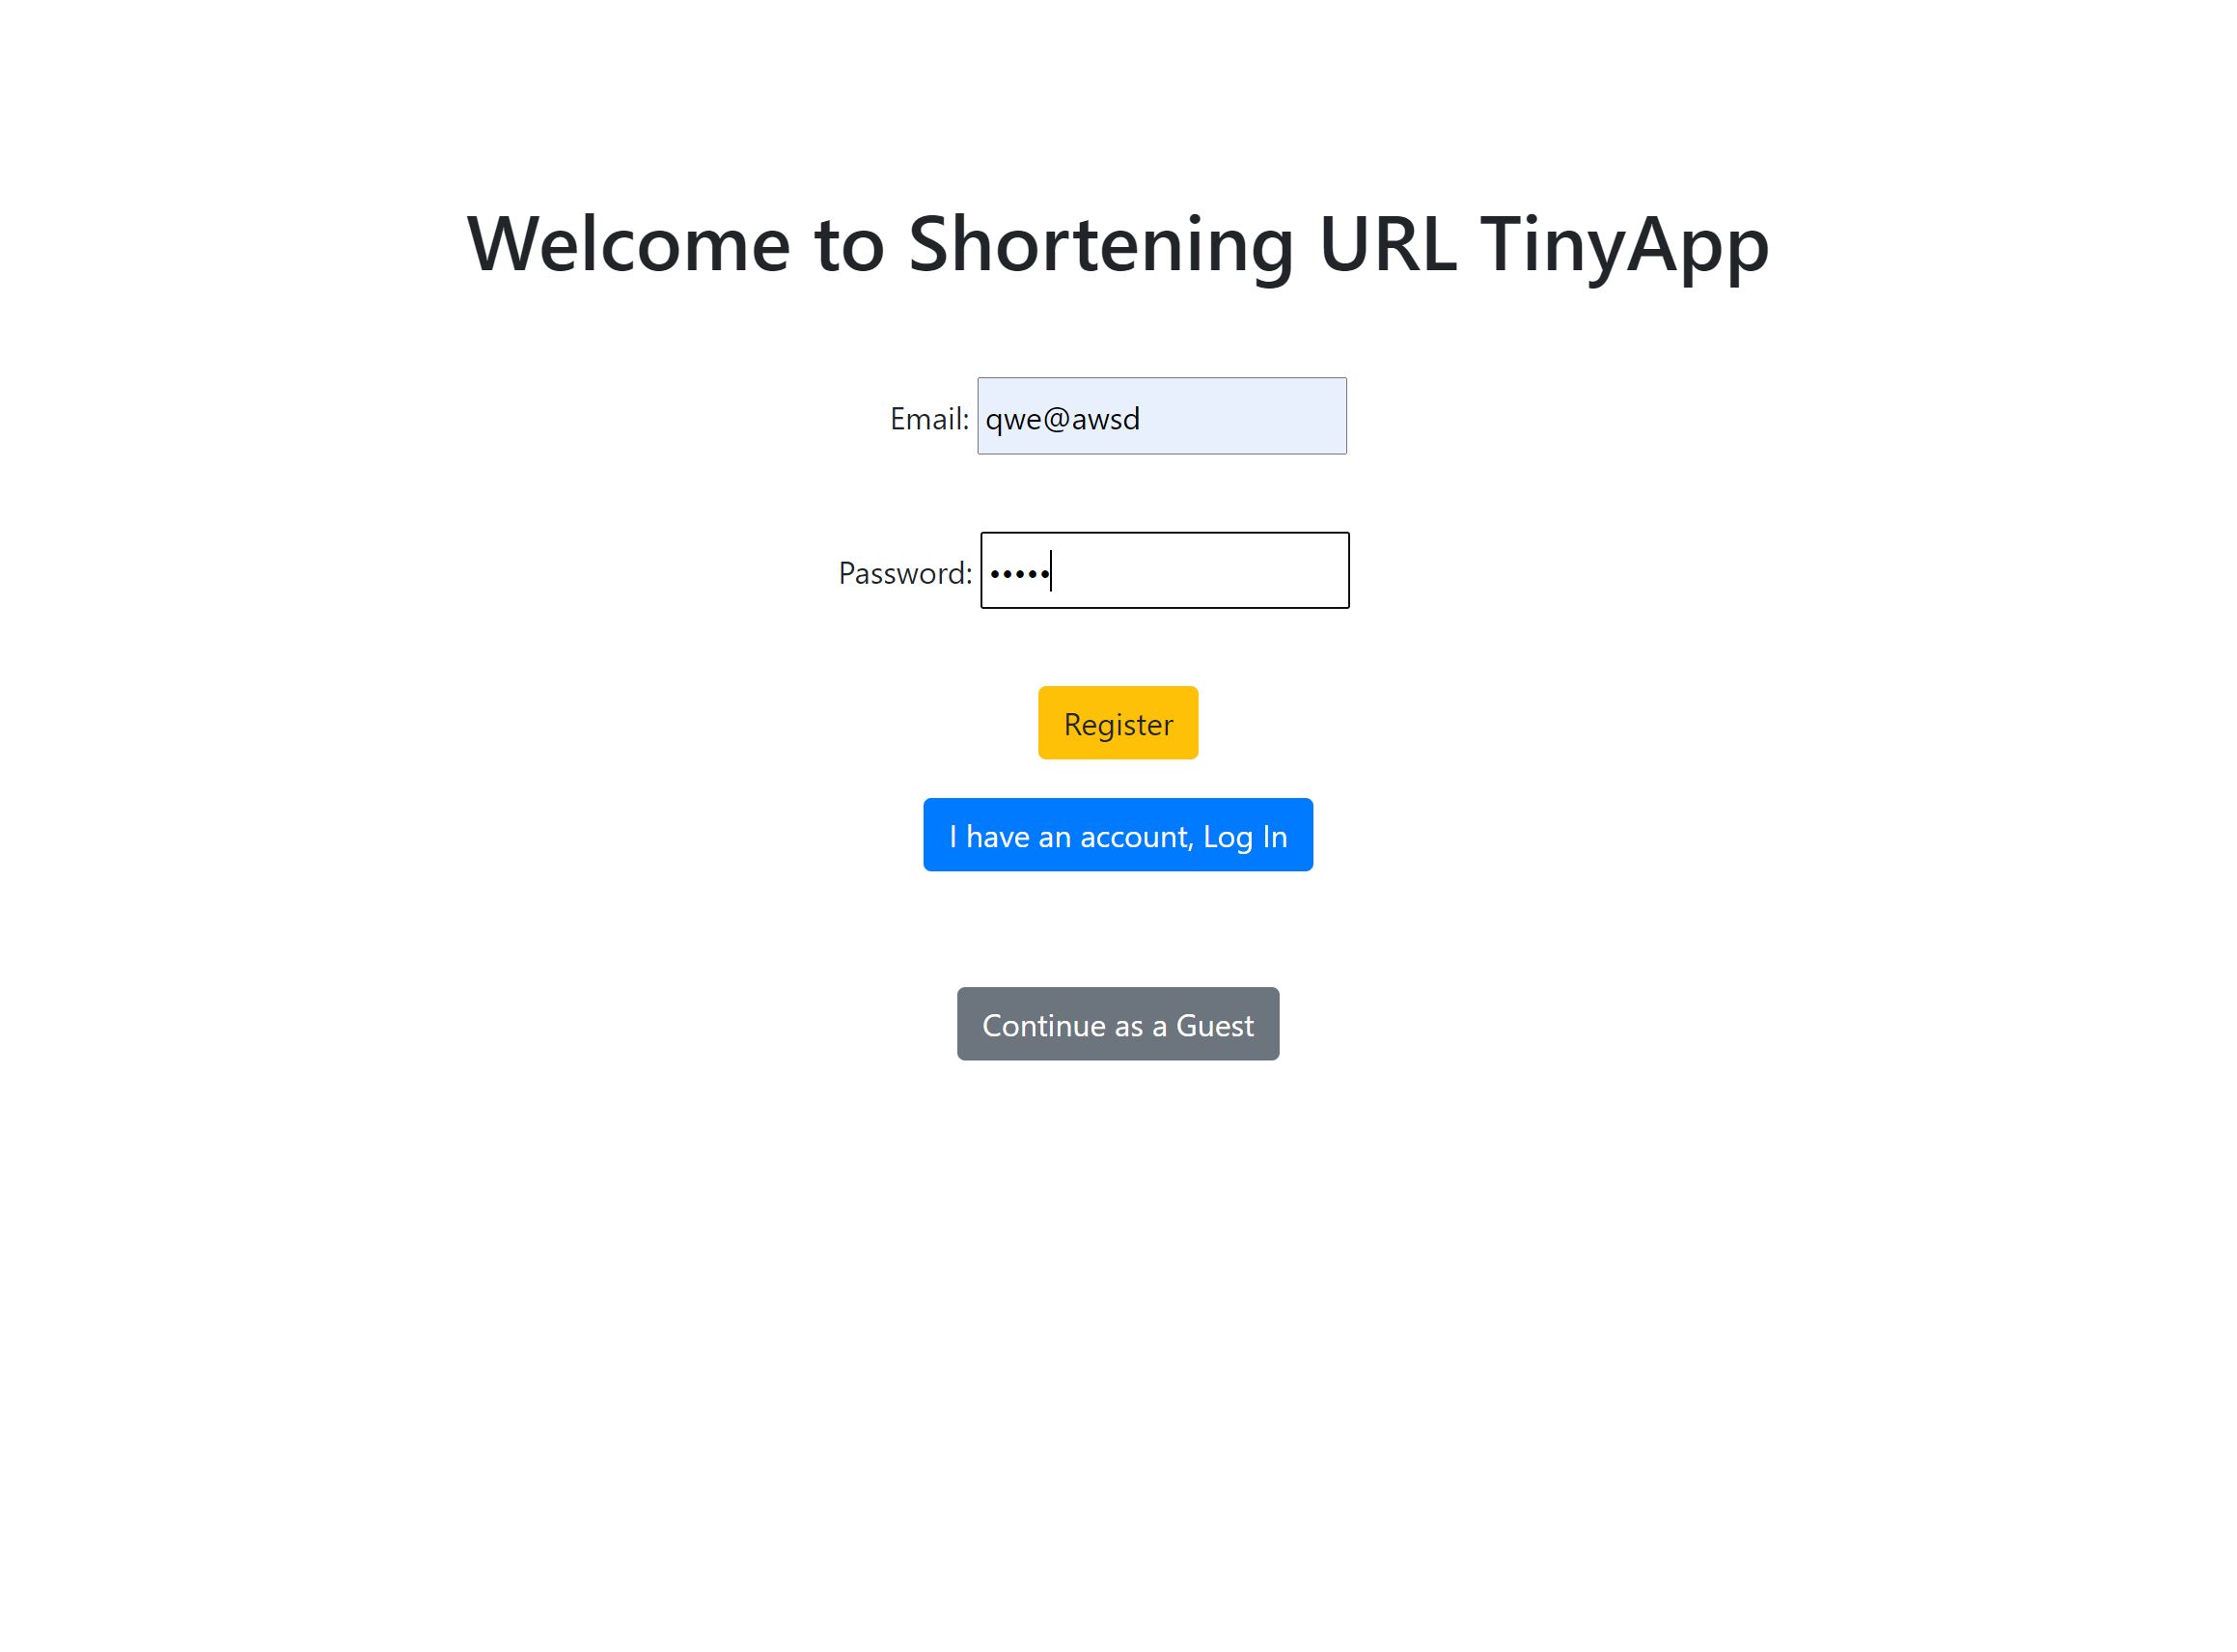 Welcome to Shortening URL TinyApp
Email: qwe@awsd
Password: •••••
Register
I have an account, Log In
Continue as a Guest